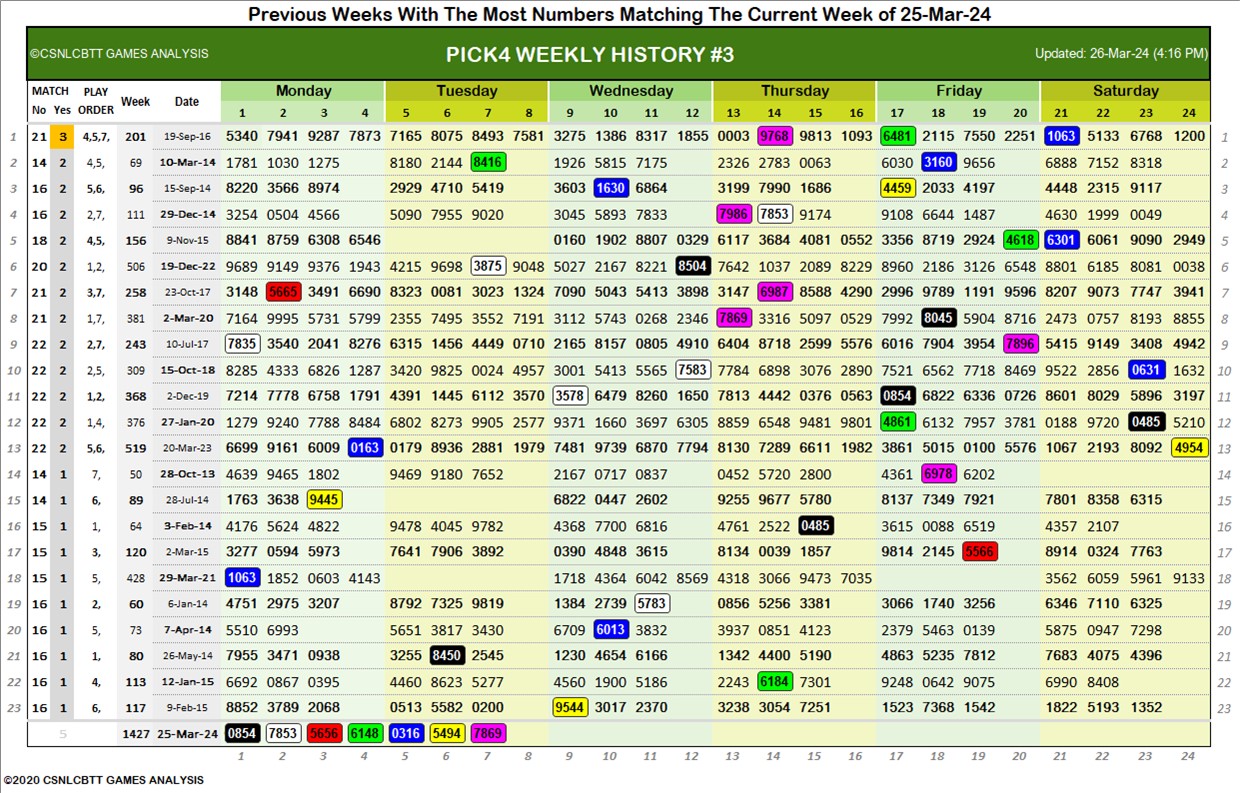 Previous Weeks With The Most Numbers Matching The Current Week of 25-Mar-24
©CSNLCBTT GAMES ANALYSIS PICK4 WEEKLY HISTORY #3 Updated: 26-Mar-24 (4:16 PM)
MATCH PLAY Week Date Monday Tuesday Wednesday Thursday Friday Saturday
No Yes ORDER 1 2 3 4 5 6 7 8 9 10 11 12 13 14 15 16 17 18 19 20 21 22 23 24
1 21 3 4,5,7, 201 19-Sep-16 5340 7941 9287 7873 7165 8075 8493 7581 3275 1386 8317 1855 0003 9768 9813 1093 6481 2115 7550 2251 1063 5133 6768 1200 1
2 14 2 4,5, 69 10-Mar-14 1781 1030 1275 8180 2144 8416 1926 5815 7175 2326 2783 0063 6030 3160 9656 6888 7152 8318 2
3 16 2 5,6, 96 15-Sep-14 8220 3566 8974 2929 4710 5419 3603 1630 6864 3199 7990 1686 4459 2033 4197 4448 2315 9117 3
4 16 2 2,7, 111 29-Dec-14 3254 0504 4566 5090 7955 9020 3045 5893 7833 7986 7853 9174 9108 6644 1487 4630 1999 0049 4
5 18 2 4,5, 156 9-Nov-15 8841 8759 6280 6546 0160 1902 8807 0329 6117 3684 4081 0552 3356 8719 2924 4618 6301 6061 9090 2949 5
6 20 2 1,2, 506 19-Dec-22 9689 9149 9376 1943 4215 9698 3875 9048 5027 2167 8221 8504 7642 1037 2089 8229 8960 2186 3126 6548 8801 6185 8081 0038 6
7 21 2 3,7, 258 23-Oct-17 3148 5665 3491 6690 8323 0081 3023 1324 7090 5043 5413 3898 3147 6987 8588 4290 2996 9789 1191 9596 8207 9073 7747 3941 7
8 21 2 1,7, 381 2-Mar-20 7164 9995 5731 5799 2355 7495 3552 7191 3112 5743 0268 2346 7869 3316 5097 0529 7992 8045 5904 8716 2473 0757 8193 8855 8
9 22 2 2,7, 243 10-Jul-17 7835 3540 2041 8276 6315 1456 4449 0710 2165 8157 0805 4910 6404 8718 2599 5576 6016 7904 3954 7896 5415 9149 3408 4942 9
10 22 2 2,5, 309 15-Oct-18 8285 4333 6826 1287 3420 9825 0024 4957 3001 5413 5565 7583 7784 6898 3076 2890 7521 6562 7718 8469 9522 2856 0631 1632 10
11 22 2 1,2, 368 2-Dec-19 7214 7778 6758 1791 4391 1445 6112 3570 3578 6479 8260 1650 7813 4442 0376 0563 0854 6822 6336 0726 8601 8029 5896 3197 11
12 22 2 1,4, 376 27-Jan-20 1279 9240 7788 8484 6802 6273 9905 2577 9371 1660 3697 6305 8859 6548 9481 9801 4861 6132 7957 3781 0188 9720 0485 5210 12
13 22 2 5,6, 519 20-Mar-23 6699 9161 6009 0163 0179 8936 2881 1979 7481 9739 6870 7794 8130 7289 6611 1982 3861 5015 0100 5576 1067 2193 8092 4954 13
14 14 1 7, 50 28-Oct-13 4639 9465 1802 9469 9180 7652 2167 0717 0837 0452 5720 2800 4361 6978 6202 14
15 14 1 6, 89 28-Jul-14 1763 3638 9445 6822 0447 2602 9255 9677 5780 8137 7349 7921 7801 8358 6315 15
16 15 1 1, 64 3-Feb-14 4176 5624 4822 9478 4045 9782 4368 7700 6816 4761 2522 0485 3615 0088 6519 4357 2107 16
17 15 1 3, 120 2-Mar-15 3277 0594 5973 7641 7906 3892 0390 4848 3615 8134 0039 1857 9814 2145 5566 8914 0324 7763 17
18 15 1 5, 428 29-Mar-21 1063 1852 0603 4143 1718 4364 6042 8569 4318 3066 9473 7035 3562 6059 5961 9133 18
19 16 1 2, 60 6-Jan-14 4751 2975 3207 8792 7325 9819 1384 2739 5783 0856 5256 3381 3066 1740 3256 6346 7110 6325 19
20 16 1 5, 73 7-Apr-14 5510 6993 5651 3817 3430 6709 6013 3832 3937 0851 4123 2379 5463 0139 5875 0947 7298 20
21 16 1 1, 80 26-May-14 7955 3471 0938 3255 8450 2545 1230 4654 6166 1342 4400 5190 4863 5235 7812 7683 4075 4396 21
22 16 1 4, 113 12-Jan-15 6692 0867 0395 4460 8623 5277 4560 1900 5186 2243 6184 7301 9248 0642 9075 6990 8408 22
23 16 1 6, 117 9-Feb-15 8852 3789 2068 0513 5582 0200 9544 3017 2370 3238 3054 7251 1523 7368 1542 1822 5193 1352 23
5 1427 25-Mar-24 0854 7853 5656 6148 0316 5494 7869
1 2 3 4 5 6 7 8 9 10 11 12 13 14 15 16 17 18 19 20 21 22 23 24
©2020 CSNLCBTT GAMES ANALYSIS